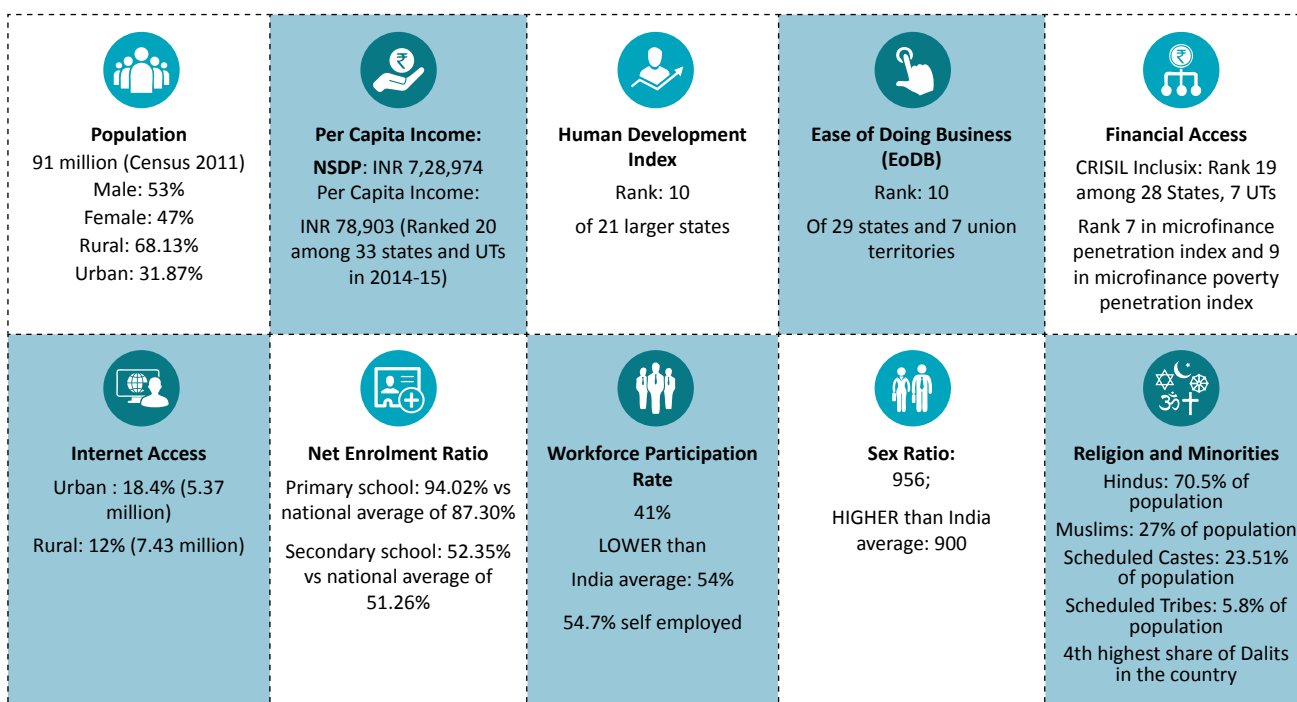 Population
91 million (Census 2011)
Male: 53%
Female: 47%
Rural: 68.13%
Urban: 31.87%
₹
Per Capita Income:
NSDP: INR 7,28,974
Per Capita Income:
INR 78,903 (Ranked 20
among 33 states and UTs
in 2014-15)
Human Development
Index
Rank: 10
of 21 larger states
Ease of Doing Business
(EoDB)
Rank: 10
Of 29 states and 7 union
territories
₹
Financial Access
CRISIL Inclusix: Rank 19
among 28 States, 7 UTs
Rank 7 in microfinance
penetration index and 9
in microfinance poverty
penetration index
Internet Access
Urban : 18.4% (5.37
million)
Rural: 12% (7.43 million)
Net Enrolment Ratio
Primary school: 94.02% vs
national average of 87.30%
Secondary school: 52.35%
vs national average of
51.26%
Workforce Participation
Rate
41%
LOWER than
India average: 54%
54.7% self employed
Sex Ratio:
956;
HIGHER than India
average: 900
ॐ
Religion and Minorities
Hindus: 70.5% of
population
Muslims: 27% of population
Scheduled Castes: 23.51%
of population
Scheduled Tribes: 5.8% of
population
4th highest share of Dalits
in the country